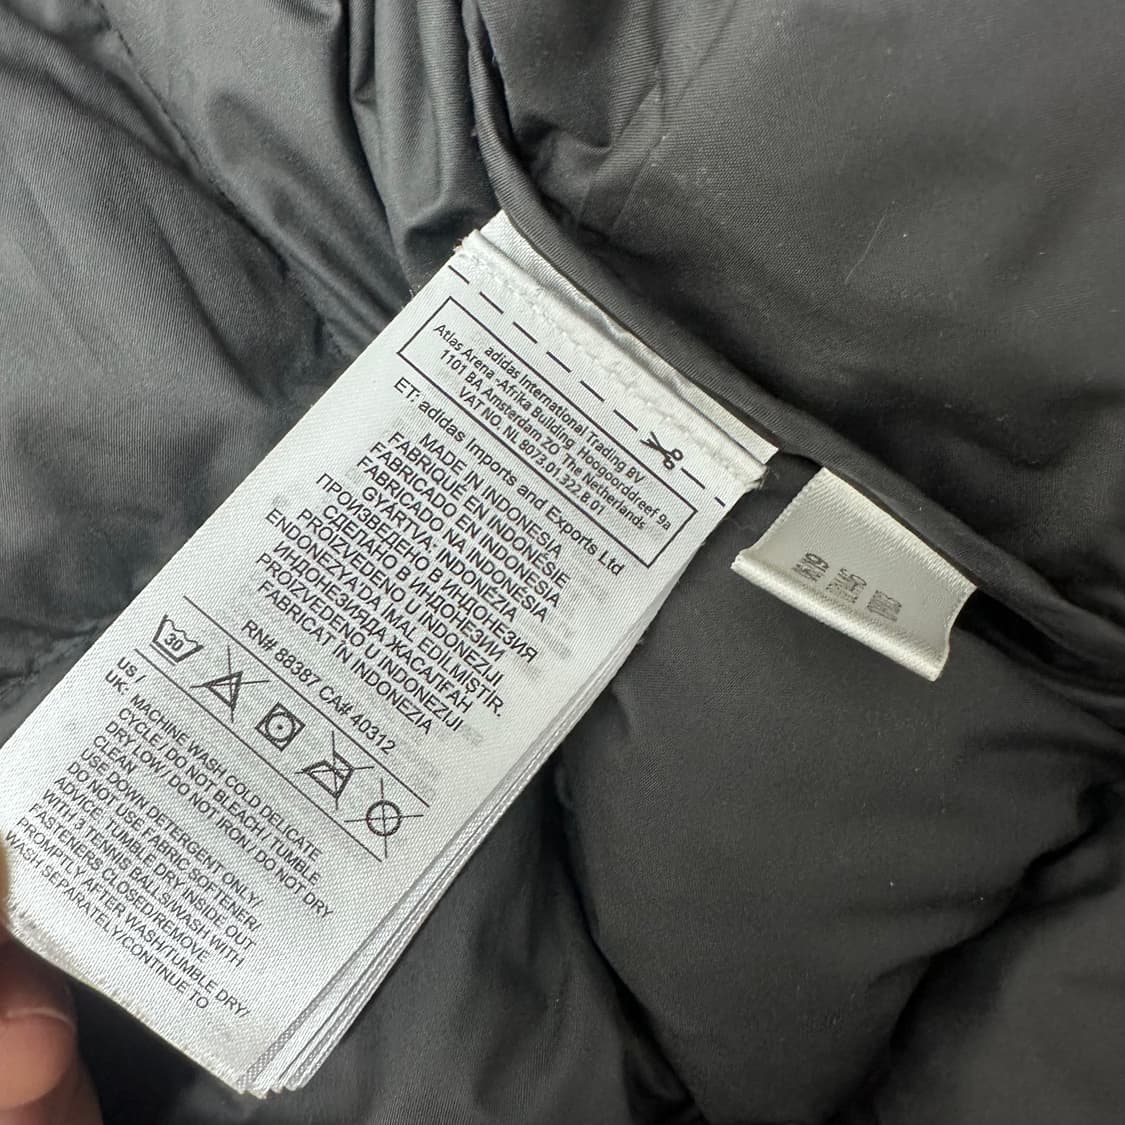 adidas International Trading BV
Atlas Arena -Afrika Building, Hoogoorddreef 9a
1101 BA Amsterdam ZO The Netherlands
VAT NO. NL 8073.01.321.B.01
ET: adidas Imports and Exports Ltd
MADE IN INDONESIA
FABRIQUÉ EN INDONÉSIE
FABRICADO EN INDONESIA
FABRICADO NA INDONÉSIA
GYÁRTVA: INDONÉZIA
ПРОИЗВЕДЕНО В ИНДОНЕЗИЯ
СДЕЛАНО В ИНДОНЕЗИИ
PROIZVEDENO U INDONEZIJI
ENDONEZYA'DA İMAL EDİLMİŞTİR.
ИНДОНЕЗИЯДА ЖАСАЛҒАН
PROIZVEDENO U INDONEZIJI
FABRICAT ÎN INDONEZIA
RN# 88387 CA# 40312
30
US /
UK: MACHINE WASH COLD DELICATE
CYCLE / DO NOT BLEACH / TUMBLE
DRY LOW / DO NOT IRON / DO NOT DRY
CLEAN
USE DOWN DETERGENT ONLY/
DO NOT USE FABRIC SOFTENER/
ADVICE: TUMBLE DRY INSIDE OUT
WITH 3 TENNIS BALLS/WASH WITH
FASTENERS CLOSED/REMOVE
PROMPTLY AFTER WASH/TUMBLE DRY/
WASH SEPARATELY/CONTINUE TO